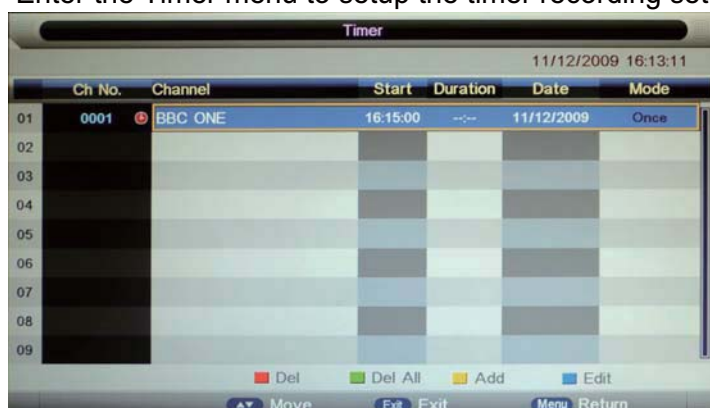 Enter the Timer menu to setup the timer recording set
Timer
11/12/2009 16:13:11
Ch No. Channel Start Duration Date Mode
01 0001 BBC ONE 16:15:00 --:-- 11/12/2009 Once
02
03
04
05
06
07
08
09
Del Del All Add Edit
Move Exit Exit Menu Return